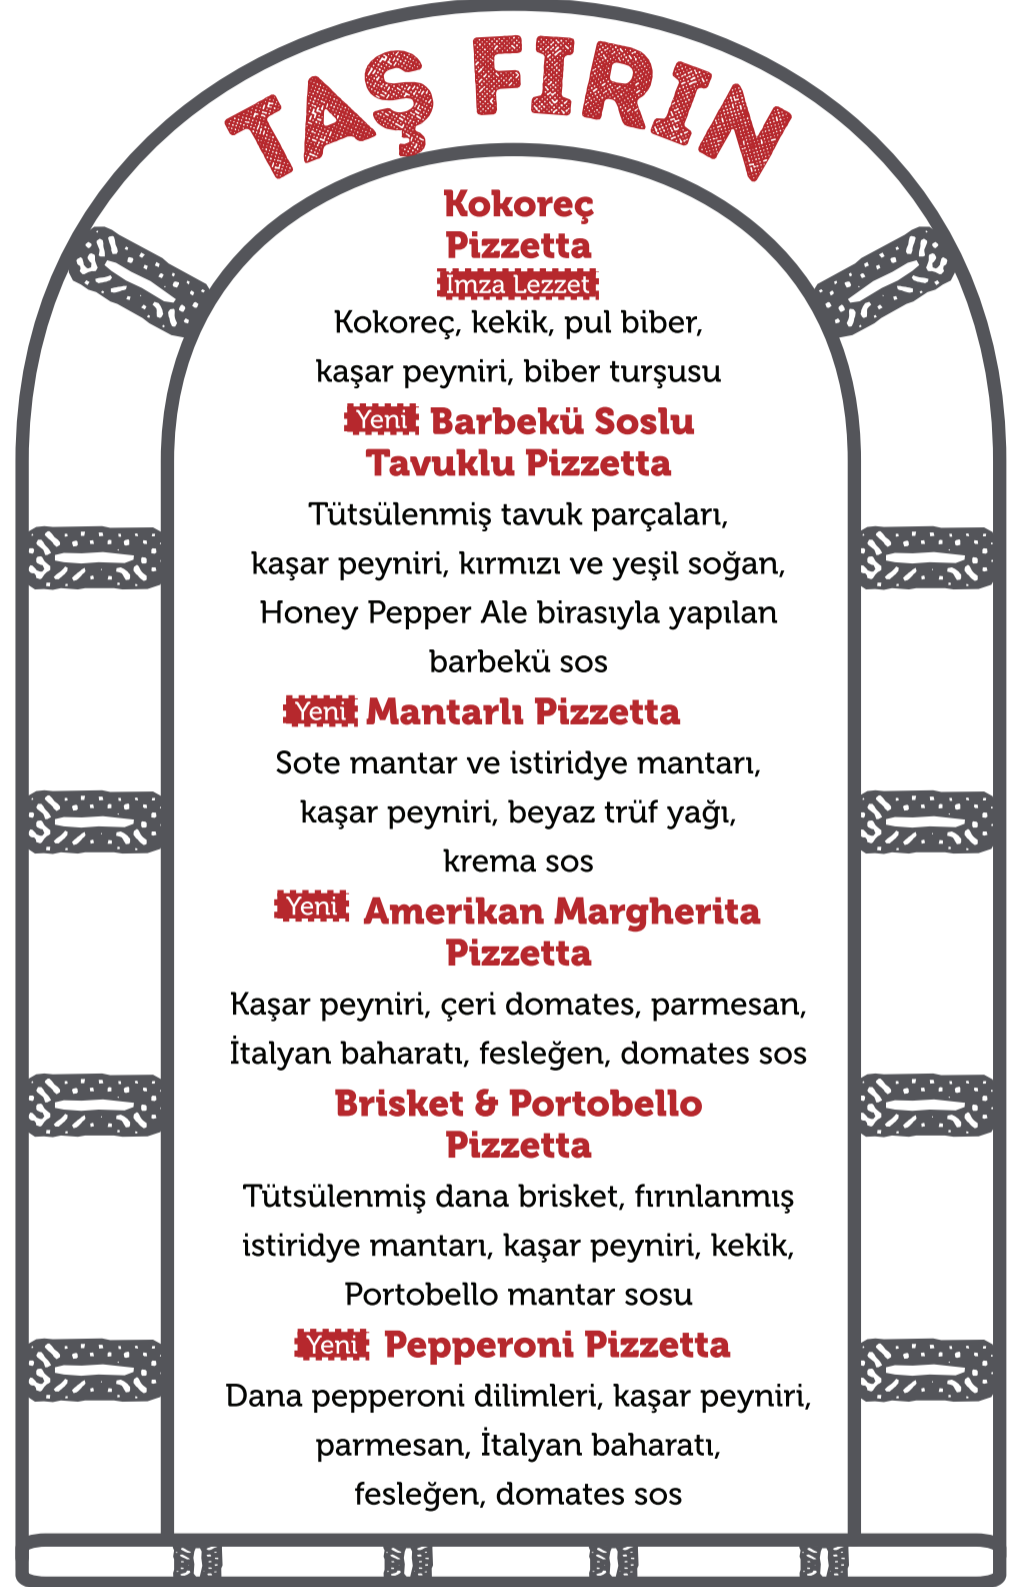 TAŞ FIRIN
Kokoreç
Pizzetta
İmza Lezzet
Kokoreç, kekik, pul biber,
kaşar peyniri, biber turşusu
Yeni Barbekü Soslu
Tavuklu Pizzetta
Tütsülenmiş tavuk parçaları,
kaşar peyniri, kırmızı ve yeşil soğan,
Honey Pepper Ale birasıyla yapılan
barbekü sos
Yeni Mantarlı Pizzetta
Sote mantar ve istiridye mantarı,
kaşar peyniri, beyaz trüf yağı,
krema sos
Yeni Amerikan Margherita
Pizzetta
Kaşar peyniri, çeri domates, parmesan,
İtalyan baharatı, fesleğen, domates sos
Brisket & Portobello
Pizzetta
Tütsülenmiş dana brisket, fırınlanmış
istiridye mantarı, kaşar peyniri, kekik,
Portobello mantar sosu
Yeni Pepperoni Pizzetta
Dana pepperoni dilimleri, kaşar peyniri,
parmesan, İtalyan baharatı,
fesleğen, domates sos